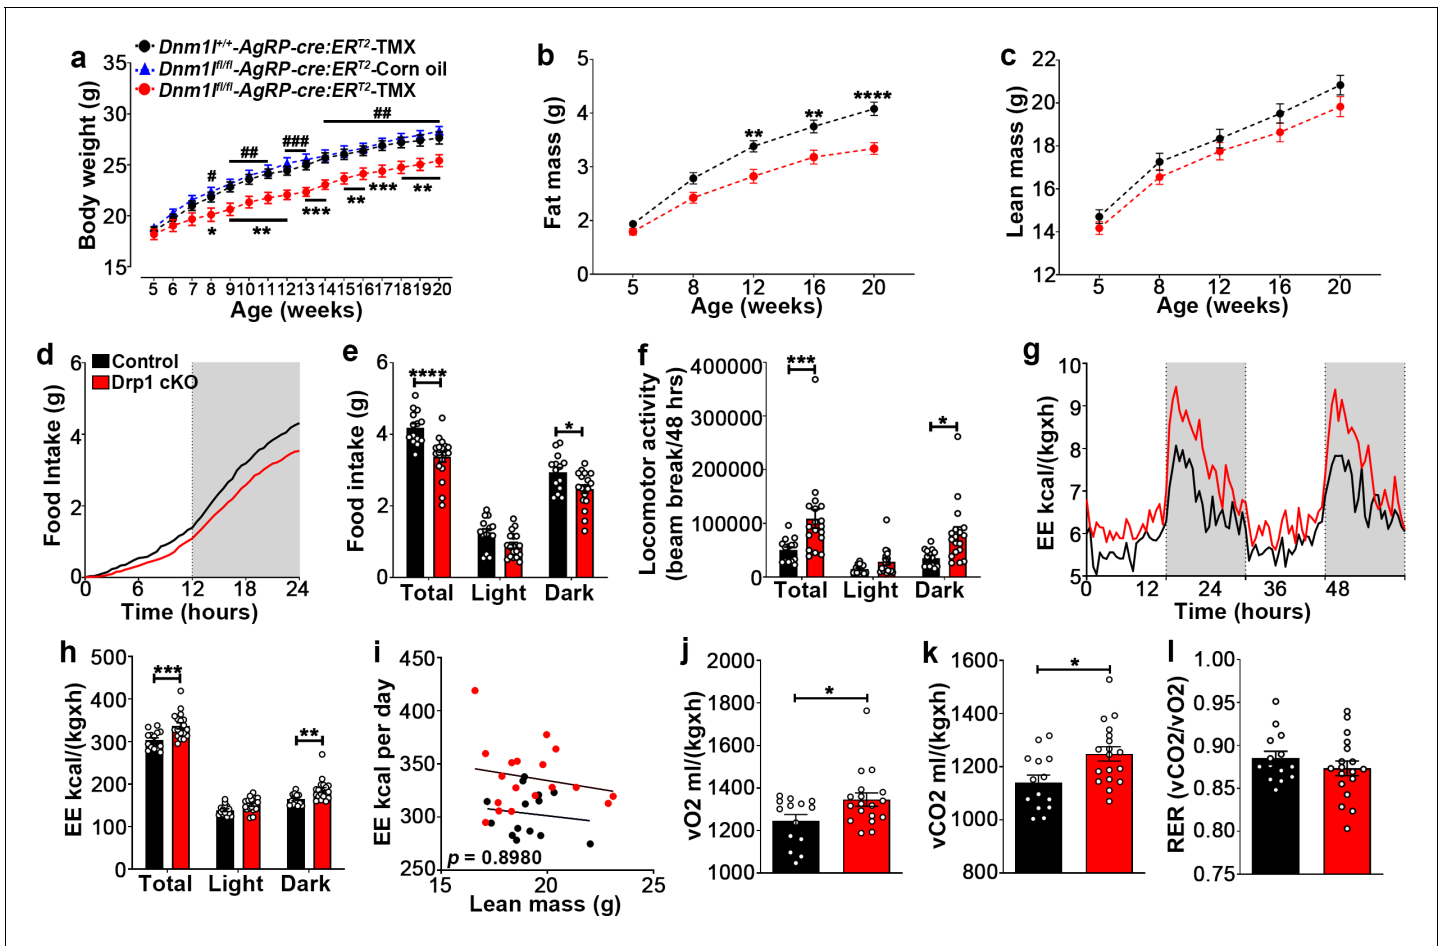 a
Dnm1l+/+-AgRP-cre:ERT2-TMX
Dnm1lfl/fl-AgRP-cre:ERT2-Corn oil
Dnm1lfl/fl-AgRP-cre:ERT2-TMX
Body weight (g)
35
30
25
20
15
#
##
###
##
*
**
***
**
***
**
5 6 7 8 9 10 11 12 13 14 15 16 17 18 19 20
Age (weeks)
b
Fat mass (g)
5
4
3
2
0
**
**
****
5 8 12 16 20
Age (weeks)
c
Lean mass (g)
22
20
18
16
14
12
5 8 12 16 20
Age (weeks)
d
Control
Drp1 cKO
Food Intake (g)
6
4
2
0
0 6 12 18 24
Time (hours)
e
Food intake (g)
6
4
2
0
****
*
Total Light Dark
f
Locomotor activity
(beam break/48 hrs)
400000
300000
200000
100000
0
***
*
Total Light Dark
g
EE kcal/(kgxh)
10
9
8
7
6
5
0 12 24 36 48
Time (hours)
h
EE kcal/(kgxh)
500
400
300
200
100
0
***
**
Total Light Dark
i
EE kcal per day
450
400
350
300
250
p = 0.8980
15 20 25
Lean mass (g)
j
vO2 ml/(kgxh)
2000
1800
1600
1400
1200
1000
*
k
vCO2 ml/(kgxh)
1600
1400
1200
1000
800
*
l
RER (vCO2/vO2)
1.00
0.95
0.90
0.85
0.80
0.75